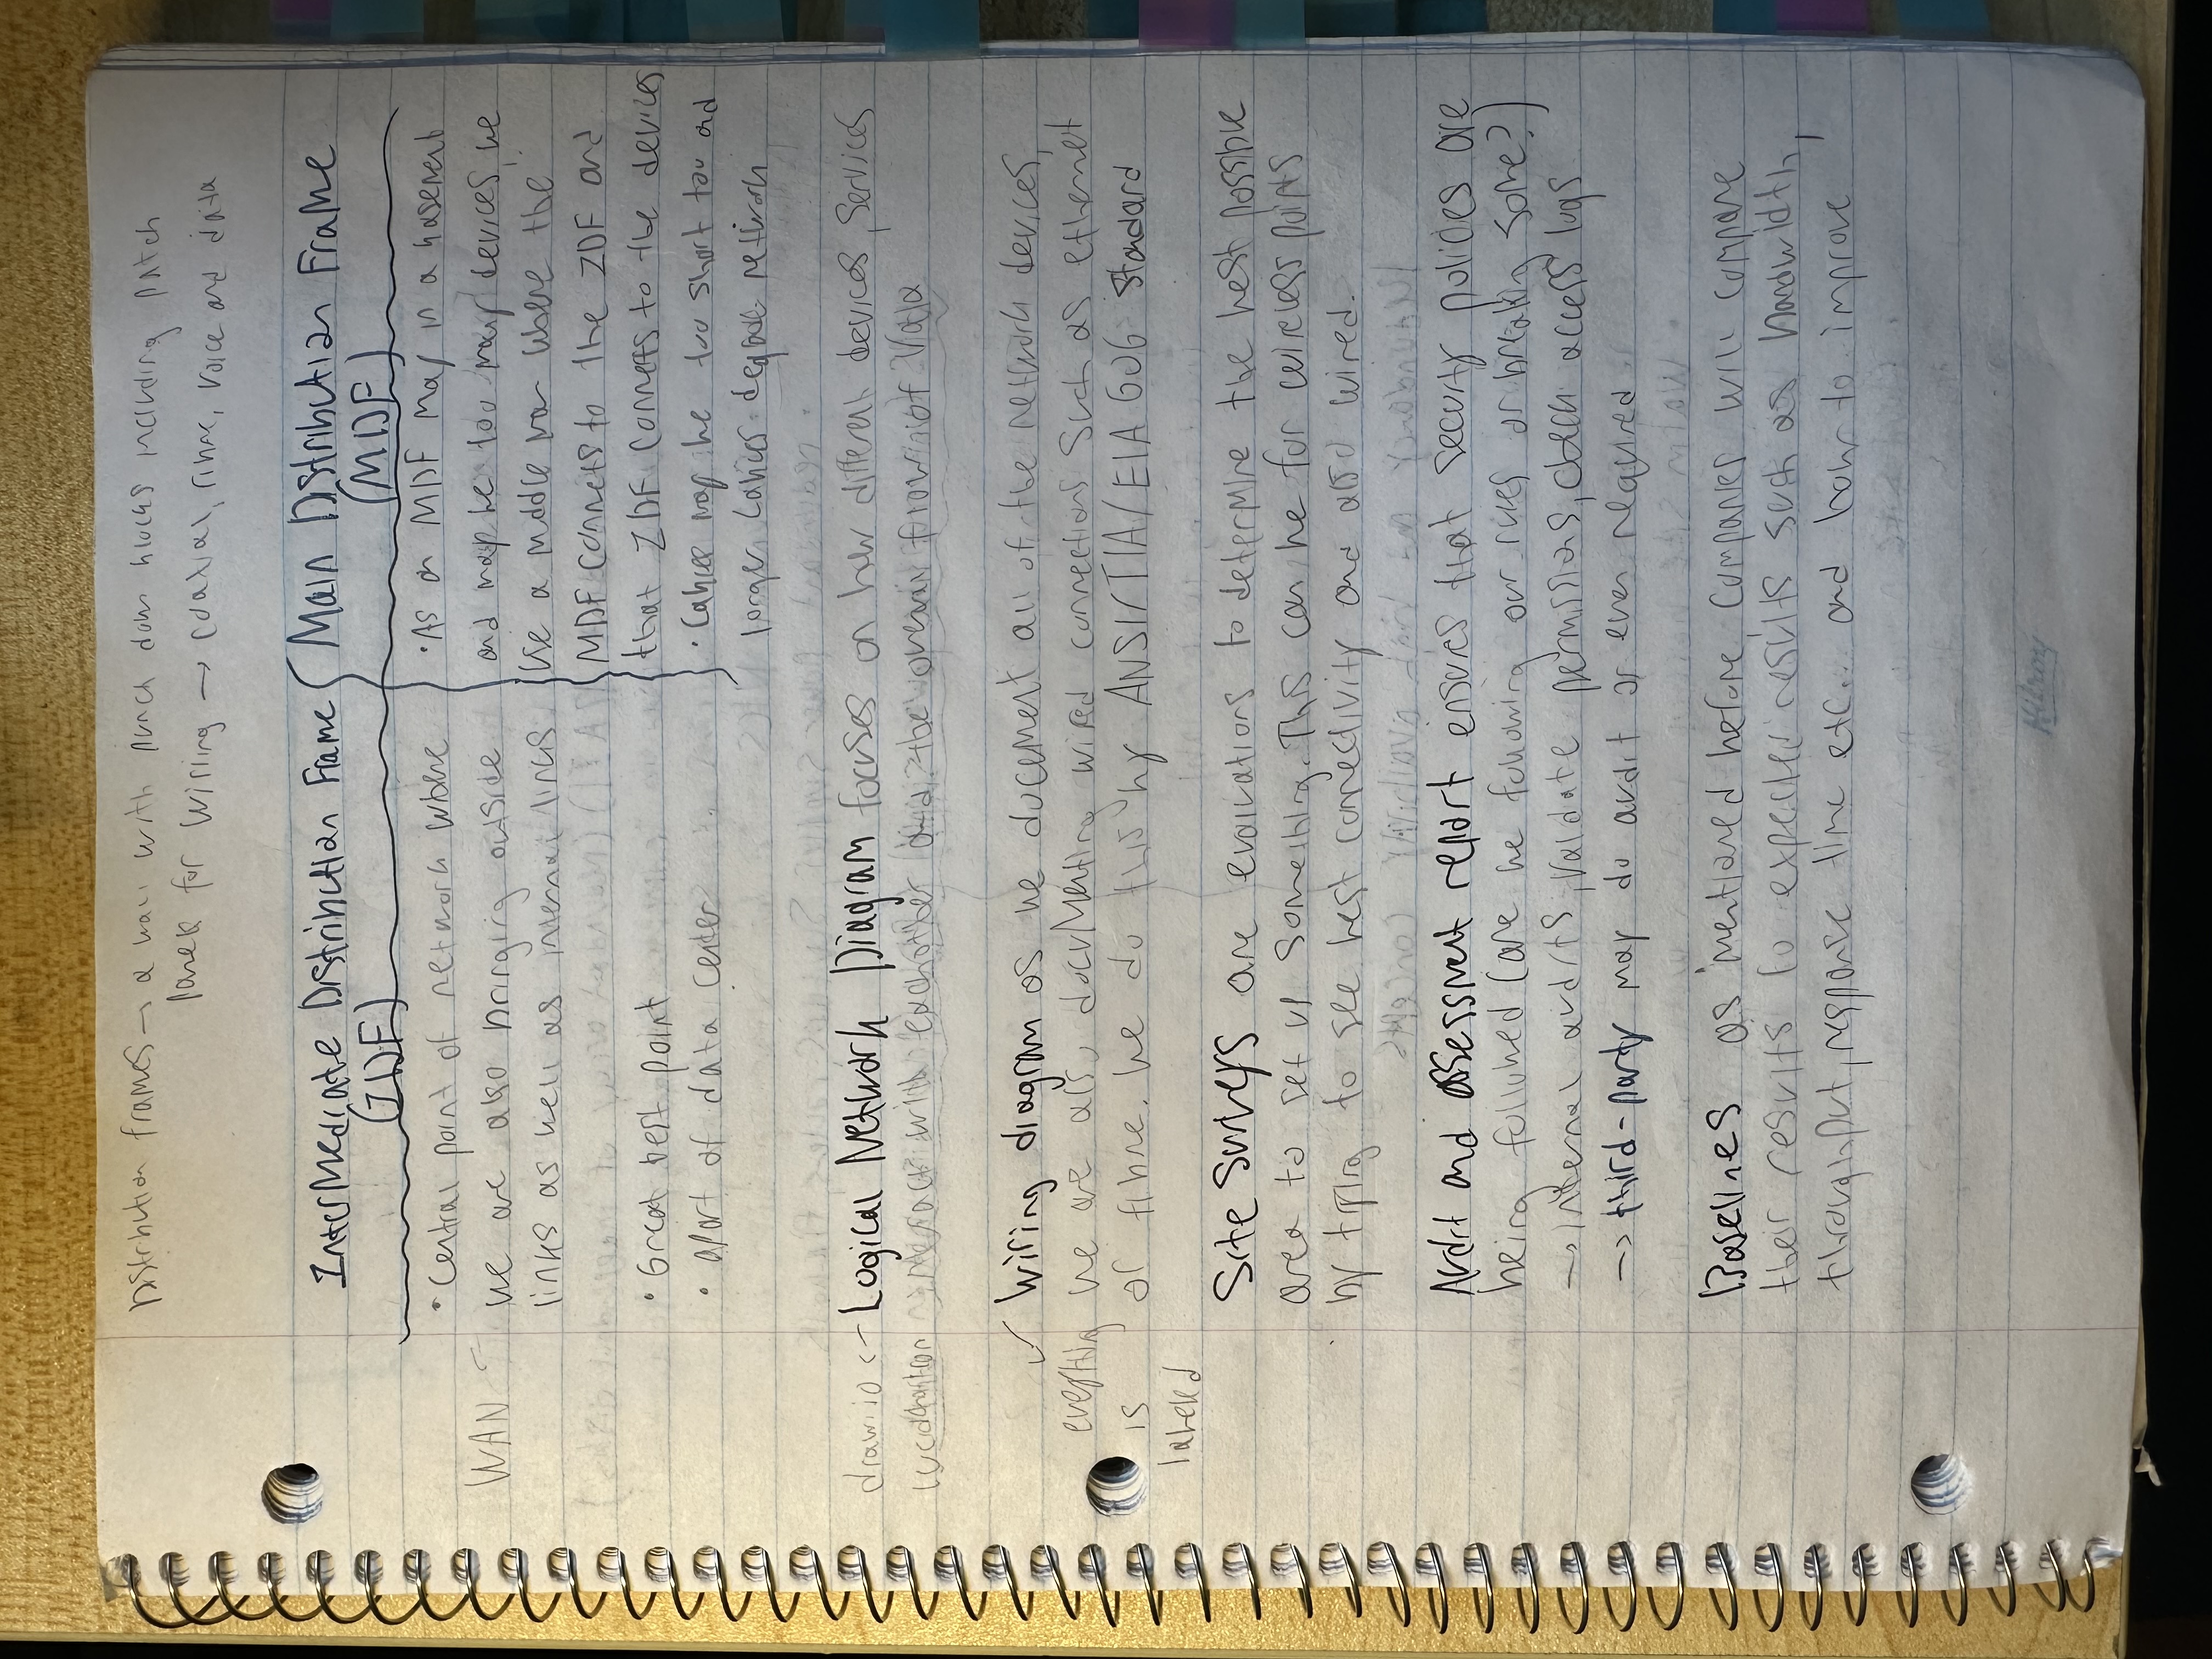 Distribution frames → a wall with punch down blocks including patch
panels for wiring → coaxial, fibre, voice and data
InterMediate Distribution Frame
(IDF)
Main Distribution Frame
(MDF)
• Central point of network where
WAN
we are also bringing outside
links as well as internal links
• Great test point
• apart of data center
• As an MDF may in a basement
and maybe too many devices, we
use a middle man where the
MDF connects to the IDF and
that IDF connects to the devices
• Cables may be too short too and
longer cables degrade network
draw.io ← Logical Network Diagram focuses on how different devices, services
interact with eachother and the overall flow of data
✓ Wiring diagram as we document all of the network devices,
everything
is
labeled
we are also documenting wired connections such as ethernet
or fibre. We do this by ANSI/TIA/EIA 606 standard
Site surveys are evaluations to determine the best possible
area to set up something. This can be for wireless points
by trying to see best connectivity and also wired.
Audit and assessment report ensures that security policies are
being followed (are we following our rules or breaking some?)
→ internal audits, validate permissions, check access logs
→ third-party may do audit or even required
Baselines as mentioned before, companies will compare
their results to expected results such as bandwidth,
throughput, response time etc... and how to improve
Hilroy